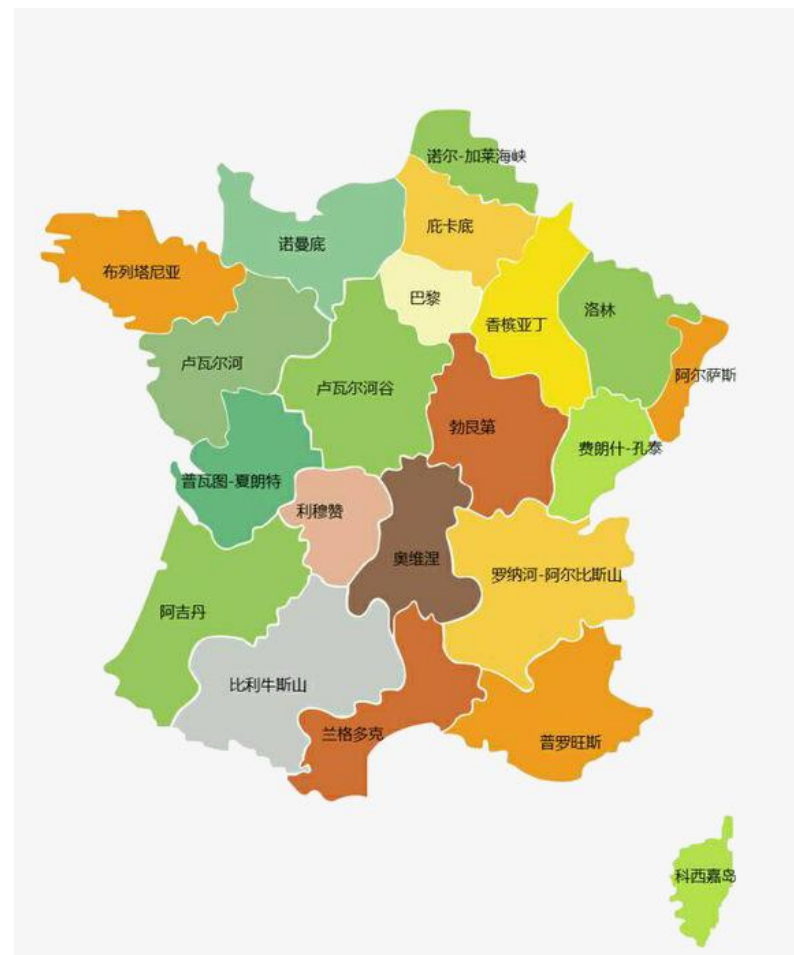 诺尔-加莱海峡
庇卡底
诺曼底
布列塔尼亚
巴黎
洛林
香槟亚丁
卢瓦尔河
阿尔萨斯
卢瓦尔河谷
勃艮第
费朗什-孔泰
普瓦图-夏朗特
利穆赞
奥维涅
罗纳河-阿尔比斯山
阿吉丹
比利牛斯山
兰格多克
普罗旺斯
科西嘉岛